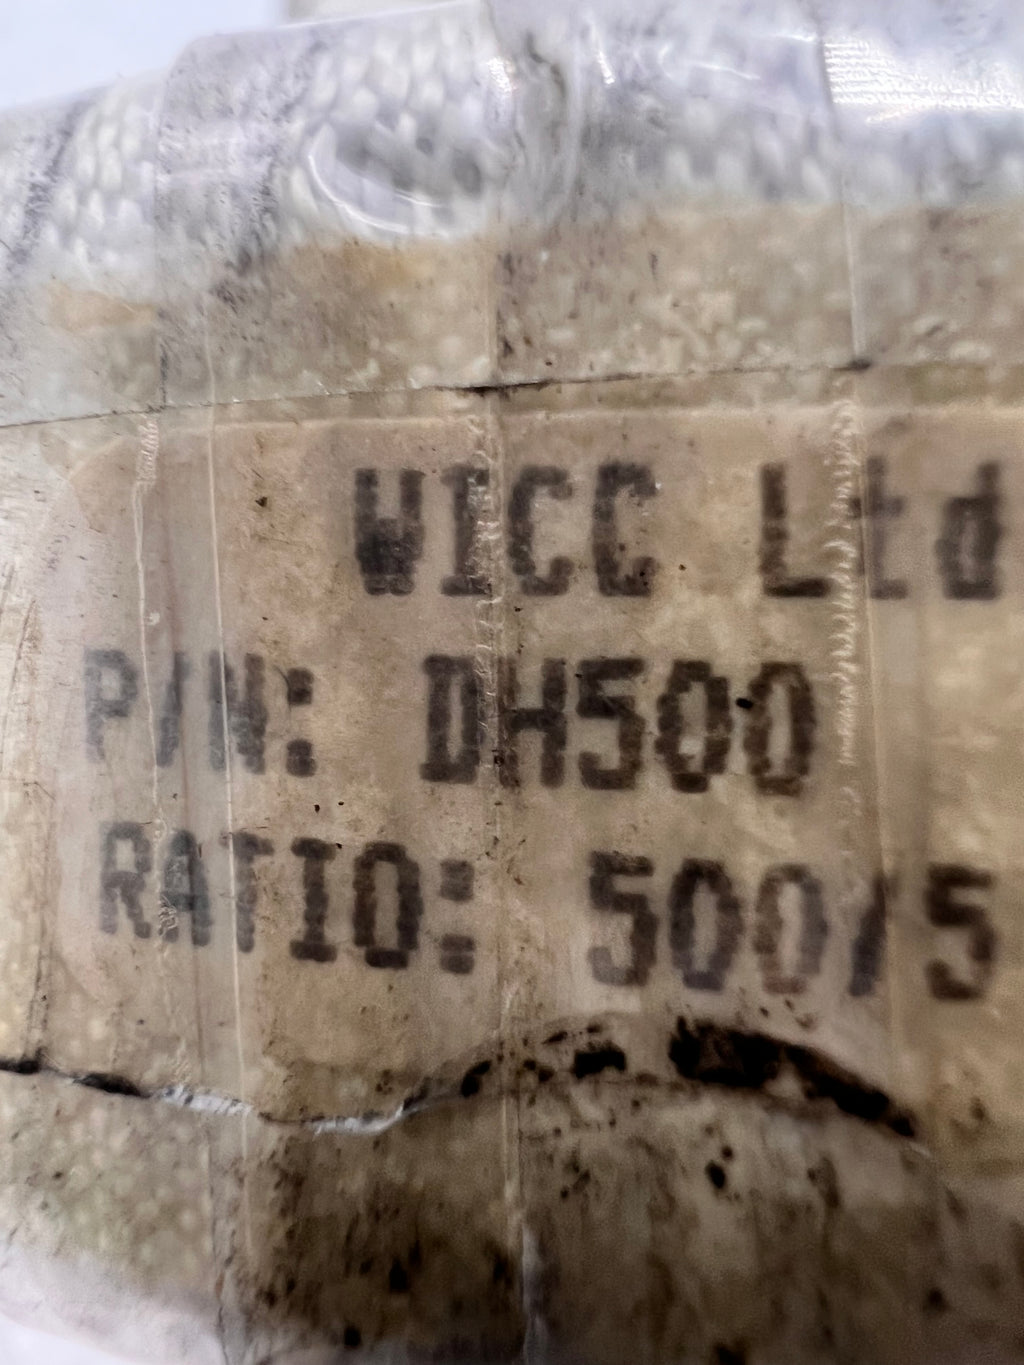 WICC Ltd
P/N: DH500
RATIO: 500/5